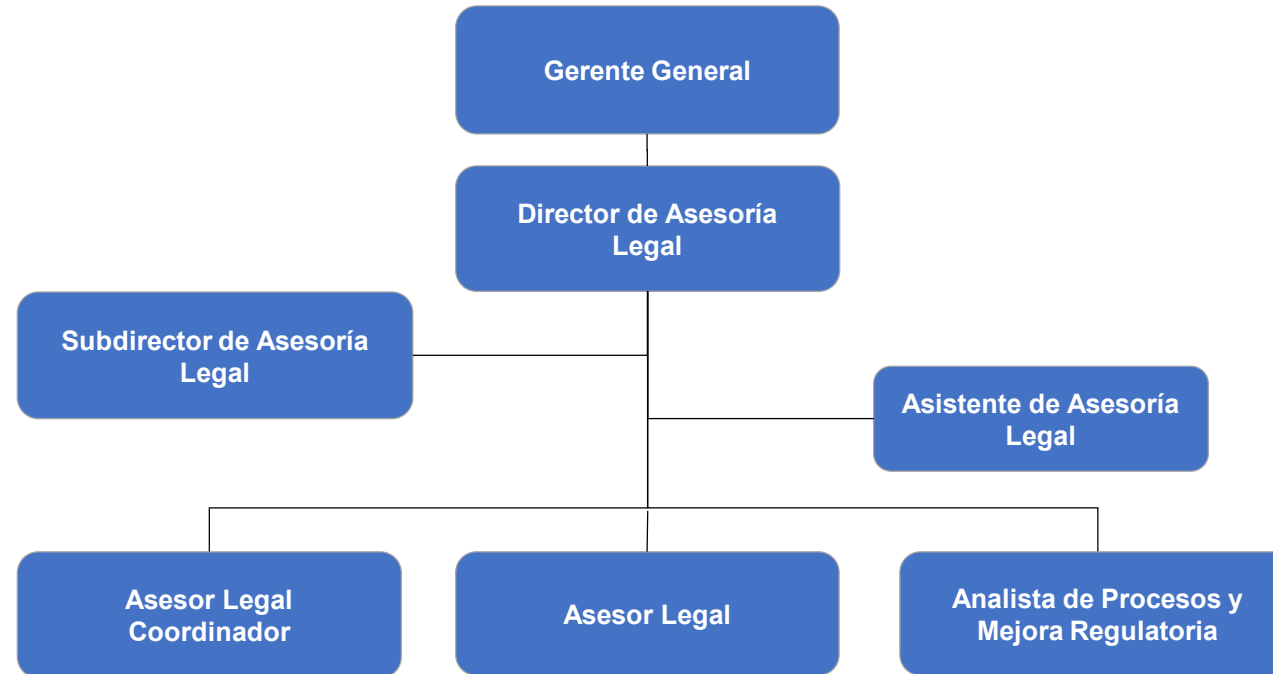 Gerente General
Director de Asesoría
Legal
Subdirector de Asesoría
Legal
Asistente de Asesoría
Legal
Asesor Legal
Coordinador
Asesor Legal
Analista de Procesos y
Mejora Regulatoria